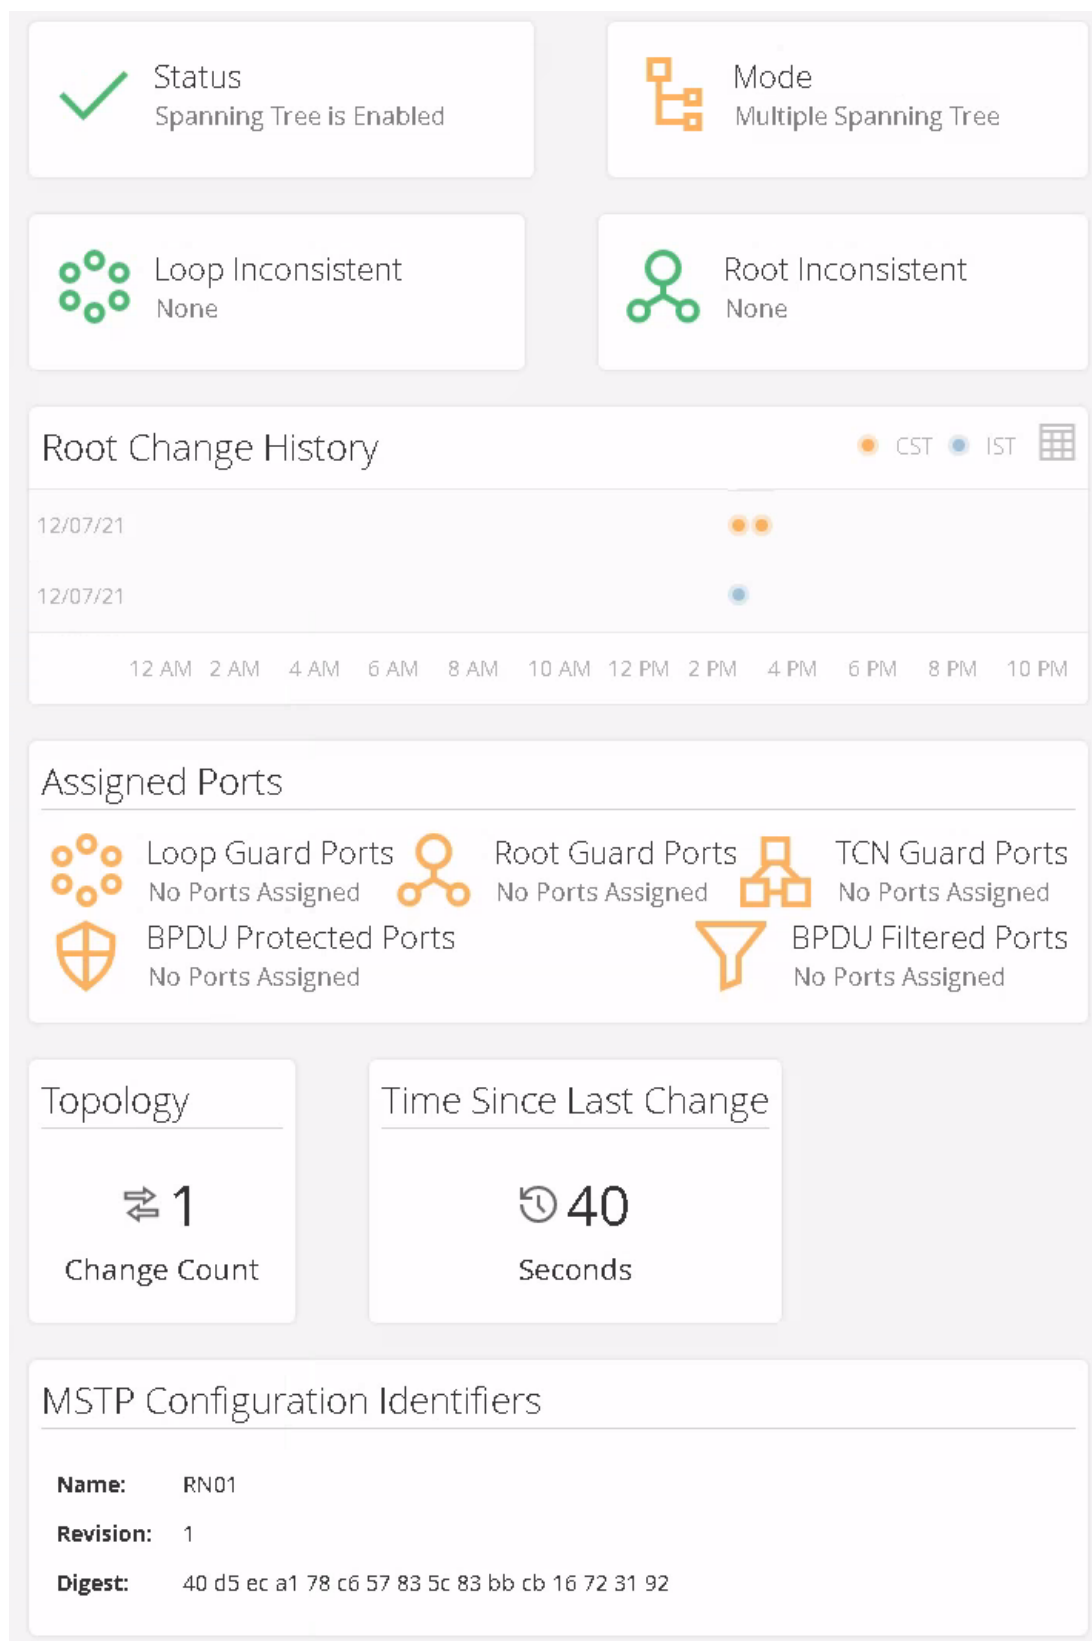 Status
Spanning Tree is Enabled
Mode
Multiple Spanning Tree
Loop Inconsistent
None
Root Inconsistent
None
Root Change History
CST IST
12/07/21
12/07/21
12 AM 2 AM 4 AM 6 AM 8 AM 10 AM 12 PM 2 PM 4 PM 6 PM 8 PM 10 PM
Assigned Ports
Loop Guard Ports
No Ports Assigned
Root Guard Ports
No Ports Assigned
TCN Guard Ports
No Ports Assigned
BPDU Protected Ports
No Ports Assigned
BPDU Filtered Ports
No Ports Assigned
Topology
1
Change Count
Time Since Last Change
40
Seconds
MSTP Configuration Identifiers
Name: RN01
Revision: 1
Digest: 40 d5 ec a1 78 c6 57 83 5c 83 bb cb 16 72 31 92